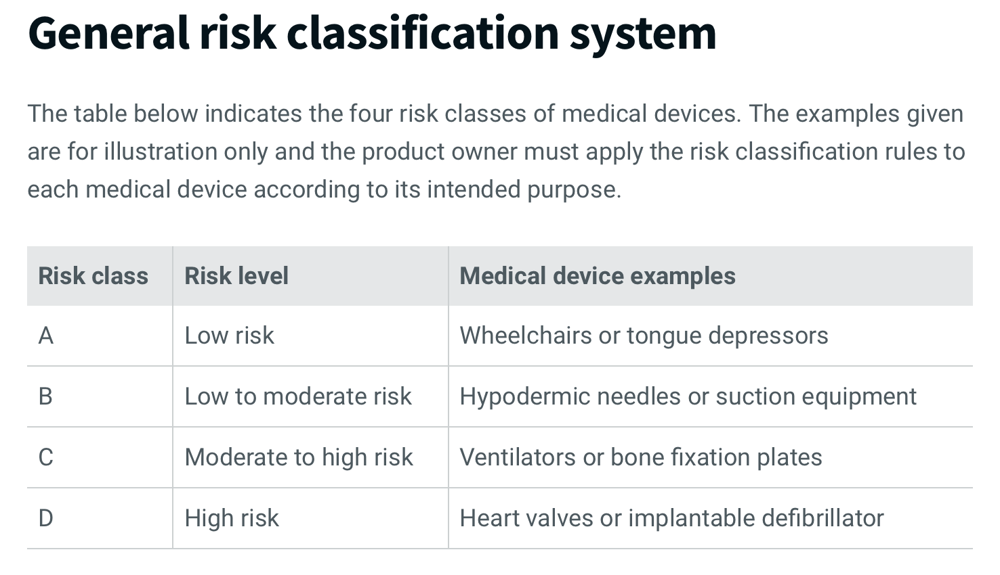 General risk classification system
The table below indicates the four risk classes of medical devices. The examples given
are for illustration only and the product owner must apply the risk classification rules to
each medical device according to its intended purpose.
Risk class Risk level Medical device examples
A Low risk Wheelchairs or tongue depressors
B Low to moderate risk Hypodermic needles or suction equipment
C Moderate to high risk Ventilators or bone fixation plates
D High risk Heart valves or implantable defibrillator